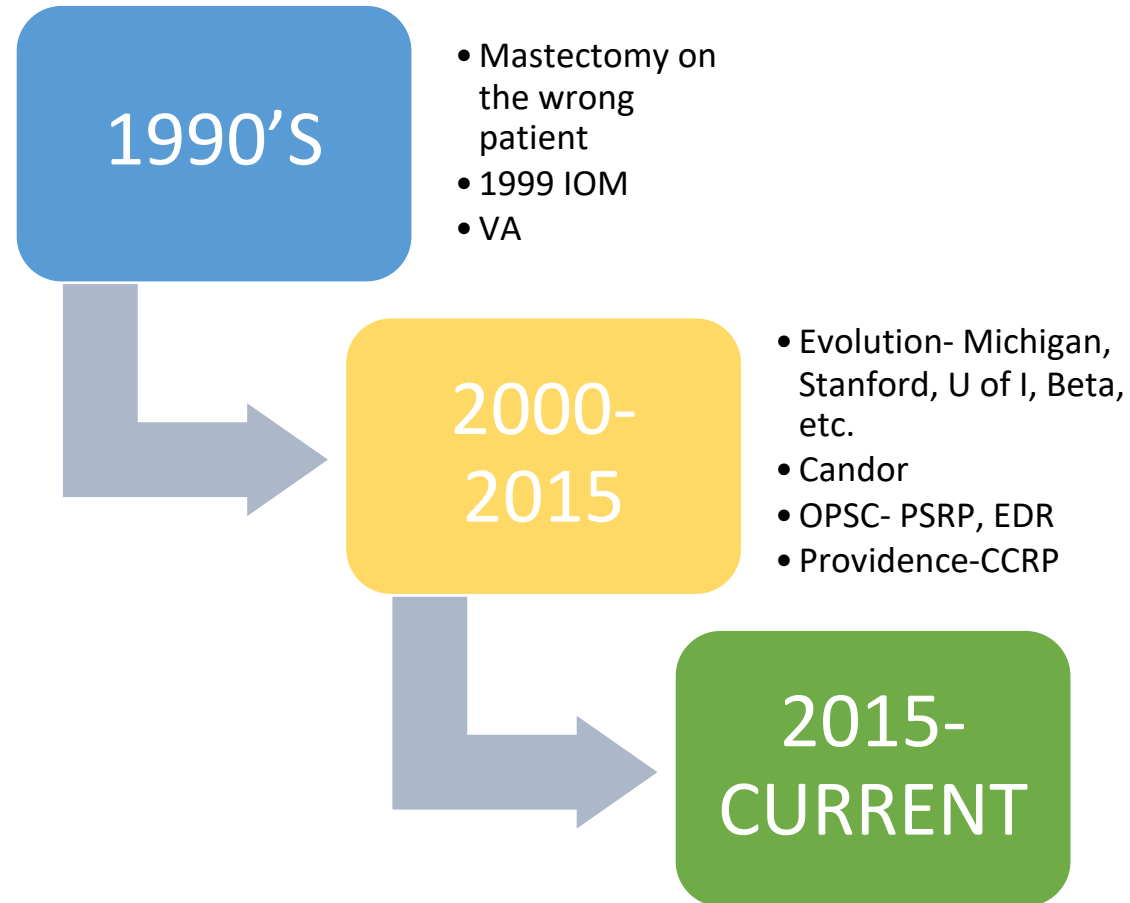 1990’S
• Mastectomy on
the wrong
patient
• 1999 IOM
• VA
2000-
2015
• Evolution- Michigan,
Stanford, U of I, Beta,
etc.
• Candor
• OPSC- PSRP, EDR
• Providence-CCRP
2015-
CURRENT